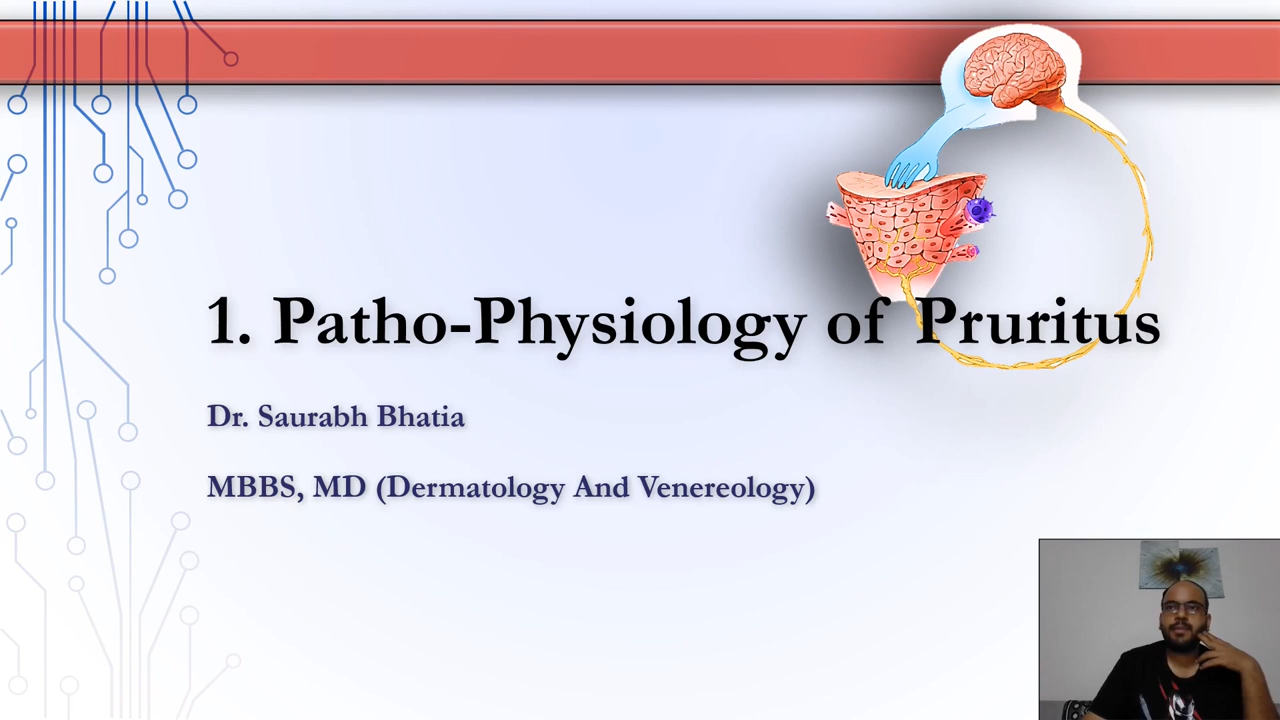 1. Patho-Physiology of Pruritus
Dr. Saurabh Bhatia
MBBS, MD (Dermatology And Venereology)